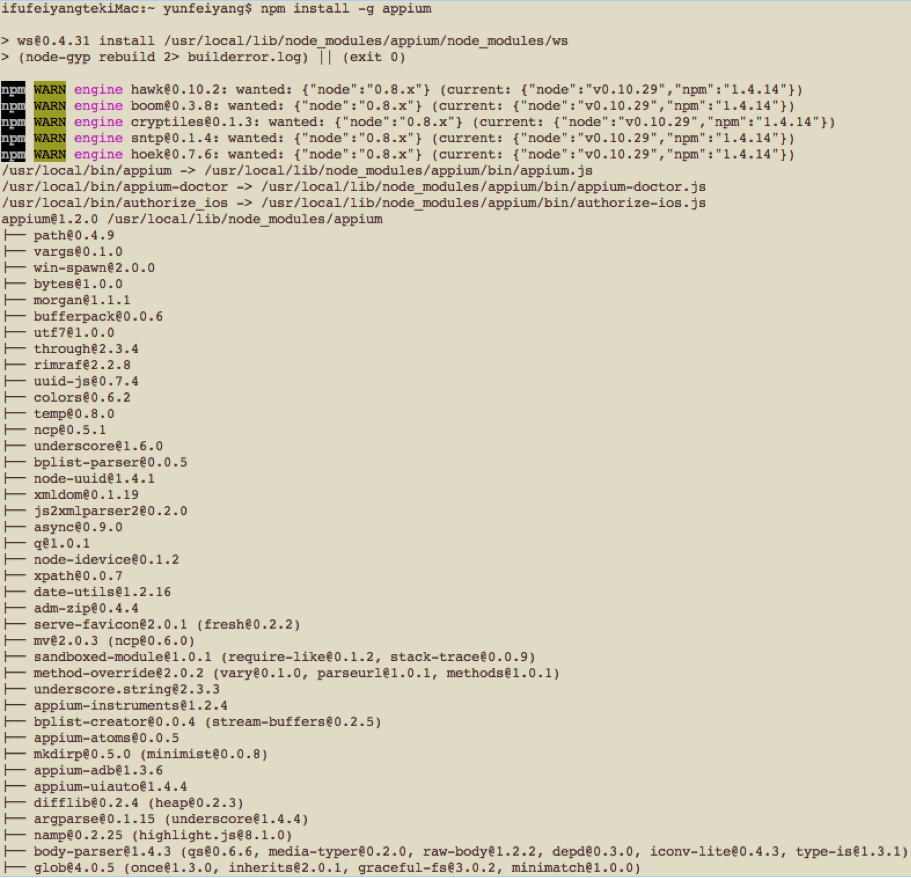 ifufeiyangtekiMac:~ yunfeiyang$ npm install -g appium
> ws@0.4.31 install /usr/local/lib/node_modules/appium/node_modules/ws
> (node-gyp rebuild 2> builderror.log) || (exit 0)
npm WARN engine hawk@0.10.2: wanted: {"node":"0.8.x"} (current: {"node":"v0.10.29","npm":"1.4.14"})
npm WARN engine boom@0.3.8: wanted: {"node":"0.8.x"} (current: {"node":"v0.10.29","npm":"1.4.14"})
npm WARN engine cryptiles@0.1.3: wanted: {"node":"0.8.x"} (current: {"node":"v0.10.29","npm":"1.4.14"})
npm WARN engine sntp@0.1.4: wanted: {"node":"0.8.x"} (current: {"node":"v0.10.29","npm":"1.4.14"})
npm WARN engine hoek@0.7.6: wanted: {"node":"0.8.x"} (current: {"node":"v0.10.29","npm":"1.4.14"})
/usr/local/bin/appium -> /usr/local/lib/node_modules/appium/bin/appium.js
/usr/local/bin/appium-doctor -> /usr/local/lib/node_modules/appium/bin/appium-doctor.js
/usr/local/bin/authorize_ios -> /usr/local/lib/node_modules/appium/bin/authorize-ios.js
appium@1.2.0 /usr/local/lib/node_modules/appium
├── path@0.4.9
├── vargs@0.1.0
├── win-spawn@2.0.0
├── bytes@1.0.0
├── morgan@1.1.1
├── bufferpack@0.0.6
├── utf7@1.0.0
├── through@2.3.4
├── rimraf@2.2.8
├── uuid-js@0.7.4
├── colors@0.6.2
├── temp@0.8.0
├── ncp@0.5.1
├── underscore@1.6.0
├── bplist-parser@0.0.5
├── node-uuid@1.4.1
├── xmldom@0.1.19
├── js2xmlparser2@0.2.0
├── async@0.9.0
├── q@1.0.1
├── node-idevice@0.1.2
├── xpath@0.0.7
├── date-utils@1.2.16
├── adm-zip@0.4.4
├── serve-favicon@2.0.1 (fresh@0.2.2)
├── mv@2.0.3 (ncp@0.6.0)
├── sandboxed-module@1.0.1 (require-like@0.1.2, stack-trace@0.0.9)
├── method-override@2.0.2 (vary@0.1.0, parseurl@1.0.1, methods@1.0.1)
├── underscore.string@2.3.3
├── appium-instruments@1.2.4
├── bplist-creator@0.0.4 (stream-buffers@0.2.5)
├── appium-atoms@0.0.5
├── mkdirp@0.5.0 (minimist@0.0.8)
├── appium-adb@1.3.6
├── appium-uiauto@1.4.4
├── difflib@0.2.4 (heap@0.2.3)
├── argparse@0.1.15 (underscore@1.4.4)
├── namp@0.2.25 (highlight.js@8.1.0)
├── body-parser@1.4.3 (qs@0.6.6, media-typer@0.2.0, raw-body@1.2.2, depd@0.3.0, iconv-lite@0.4.3, type-is@1.3.1)
├── glob@4.0.5 (once@1.3.0, inherits@2.0.1, graceful-fs@3.0.2, minimatch@1.0.0)